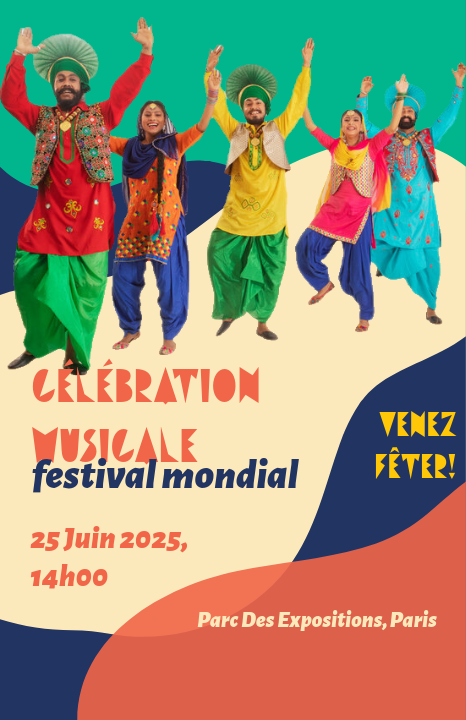 CÉLÉBRATION
MUSICALE
festival mondial
VENEZ
FÊTER!
25 Juin 2025,
14h00
Parc Des Expositions, Paris